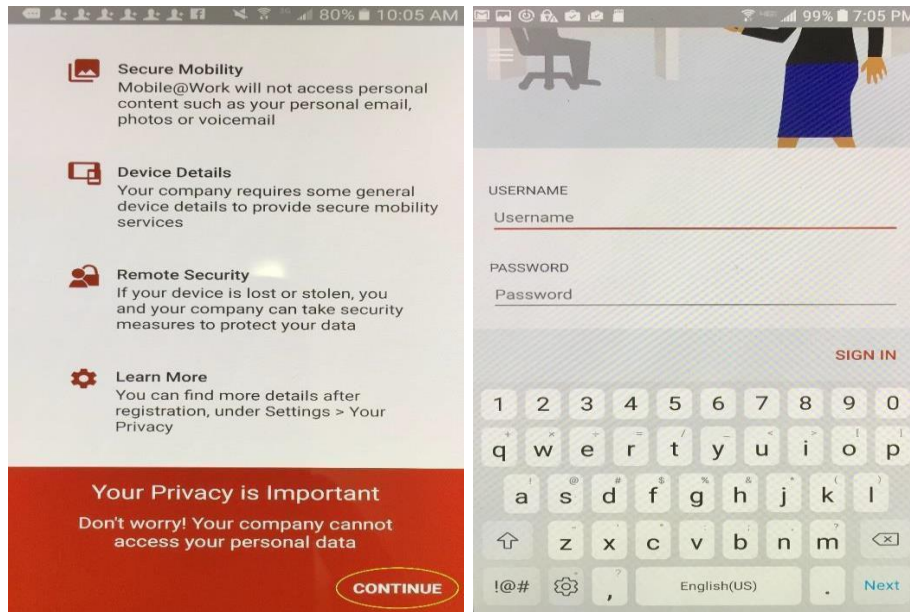 80% 10:05 AM
Secure Mobility
Mobile@Work will not access personal
content such as your personal email,
photos or voicemail
Device Details
Your company requires some general
device details to provide secure mobility
services
Remote Security
If your device is lost or stolen, you
and your company can take security
measures to protect your data
Learn More
You can find more details after
registration, under Settings > Your
Privacy
Your Privacy is Important
Don't worry! Your company cannot
access your personal data
CONTINUE
99% 7:05 PM
USERNAME
Username
PASSWORD
Password
SIGN IN
1 2 3 4 5 6 7 8 9 0
q w e r t y u i o p
a s d f g h j k l
z x c v b n m
!@# , English(US) . Next